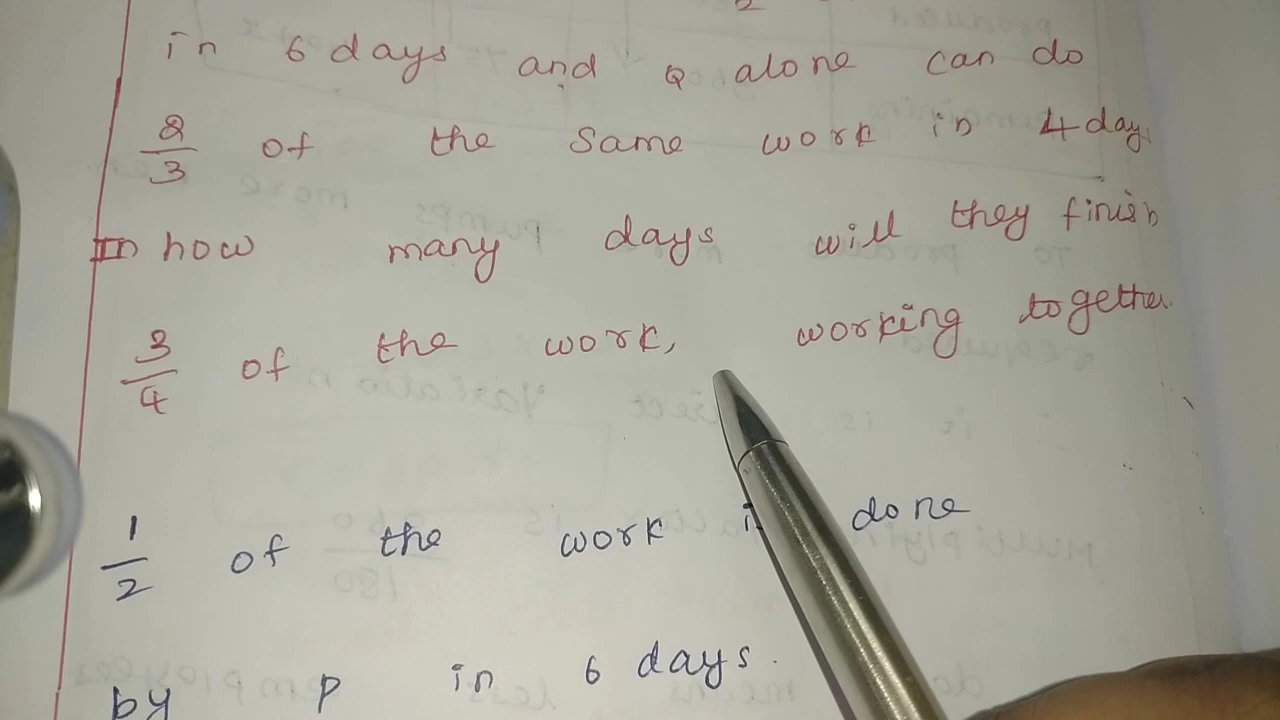 2
in 6 days and Q alone can do
2/3 of the same work in 4 days
In how many days will they finish
3/4 of the work, working together
1/2 of the work i done
by p in 6 days.